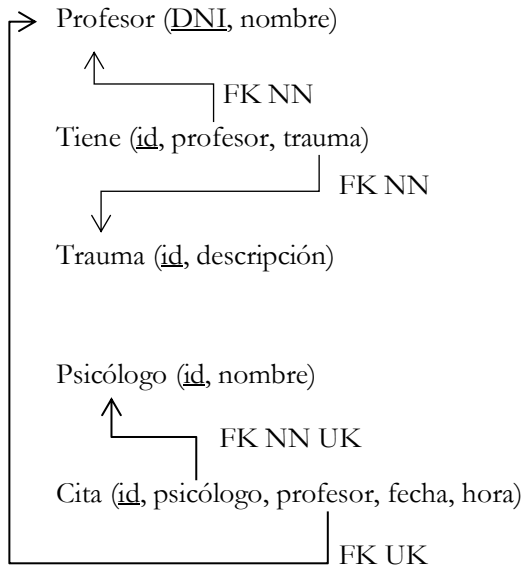 Profesor (DNI, nombre)
FK NN
Tiene (id, profesor, trauma)
FK NN
Trauma (id, descripción)
Psicólogo (id, nombre)
FK NN UK
Cita (id, psicólogo, profesor, fecha, hora)
FK UK